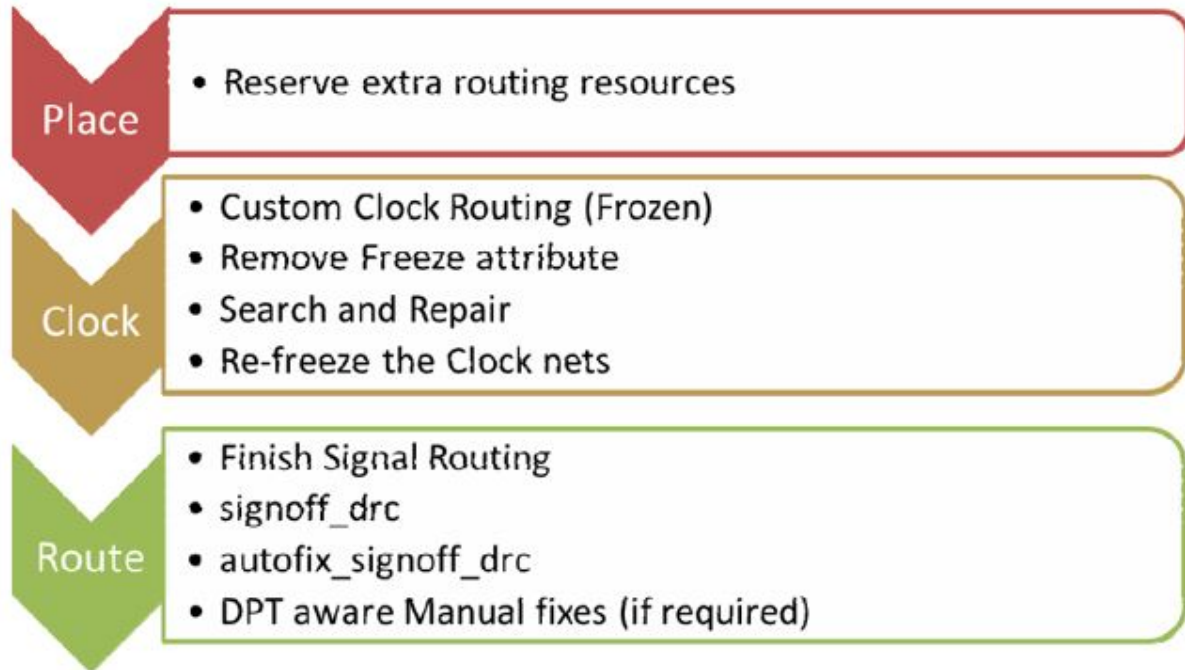 Place
• Reserve extra routing resources
Clock
• Custom Clock Routing (Frozen)
• Remove Freeze attribute
• Search and Repair
• Re-freeze the Clock nets
Route
• Finish Signal Routing
• signoff_drc
• autofix_signoff_drc
• DPT aware Manual fixes (if required)